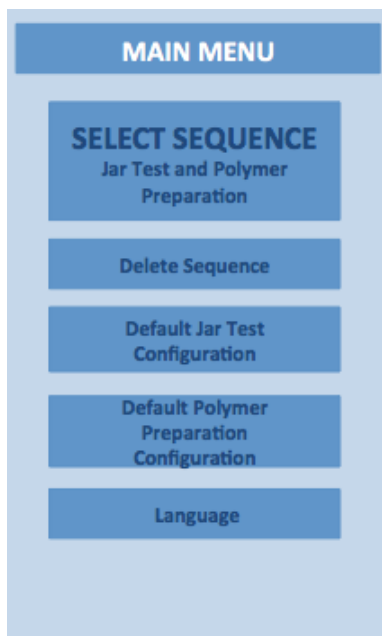 MAIN MENU
SELECT SEQUENCE
Jar Test and Polymer
Preparation
Delete Sequence
Default Jar Test
Configuration
Default Polymer
Preparation
Configuration
Language